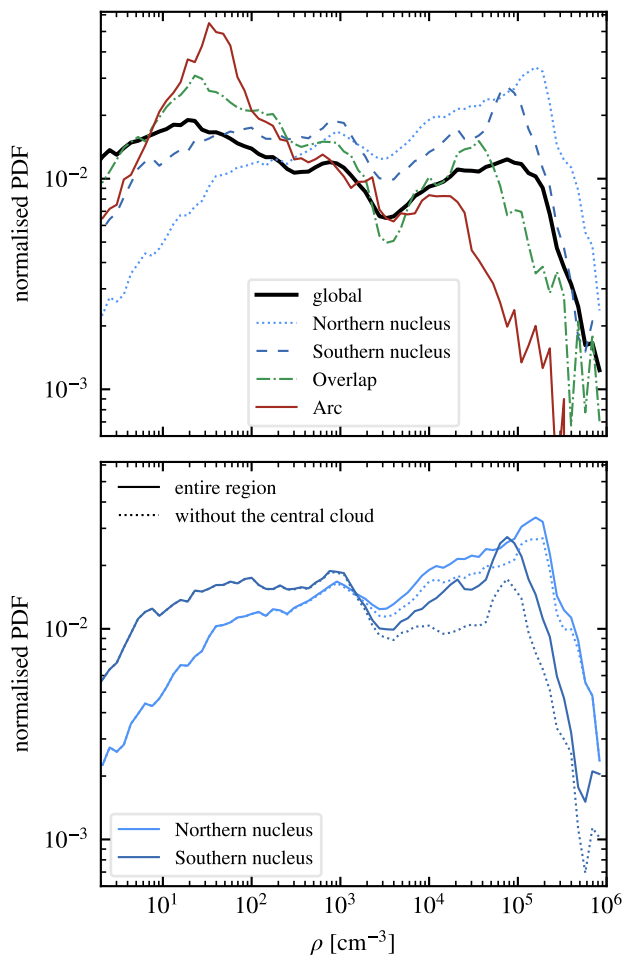 normalised PDF
10^{-2}
10^{-3}
global
Northern nucleus
Southern nucleus
Overlap
Arc
normalised PDF
10^{-2}
10^{-3}
entire region
without the central cloud
Northern nucleus
Southern nucleus
10^1 10^2 10^3 10^4 10^5 10^6
ρ [cm^{-3}]